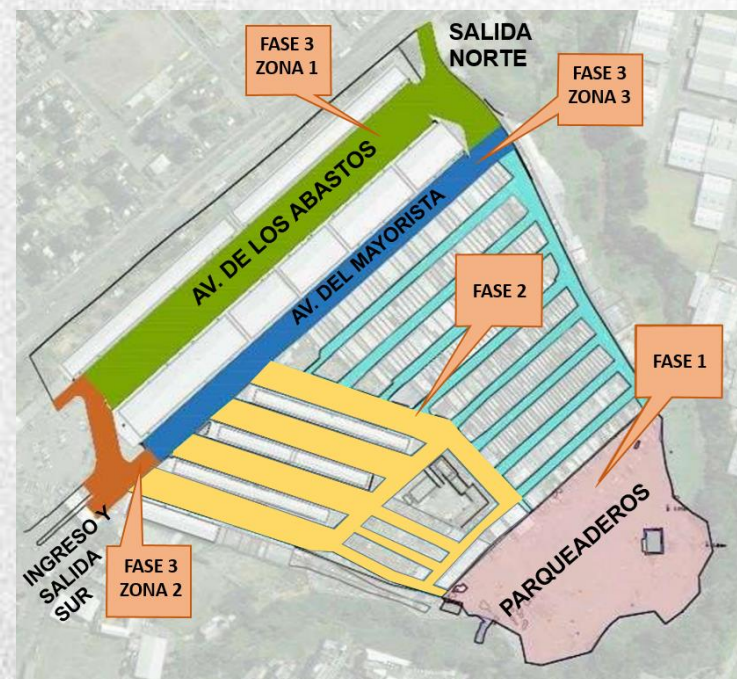 SALIDA
NORTE
FASE 3
ZONA 1
FASE 3
ZONA 3
AV. DE LOS ABASTOS
AV. DEL MAYORISTA
FASE 2
FASE 1
PARQUEADEROS
INGRESO Y
SALIDA
SUR
FASE 3
ZONA 2